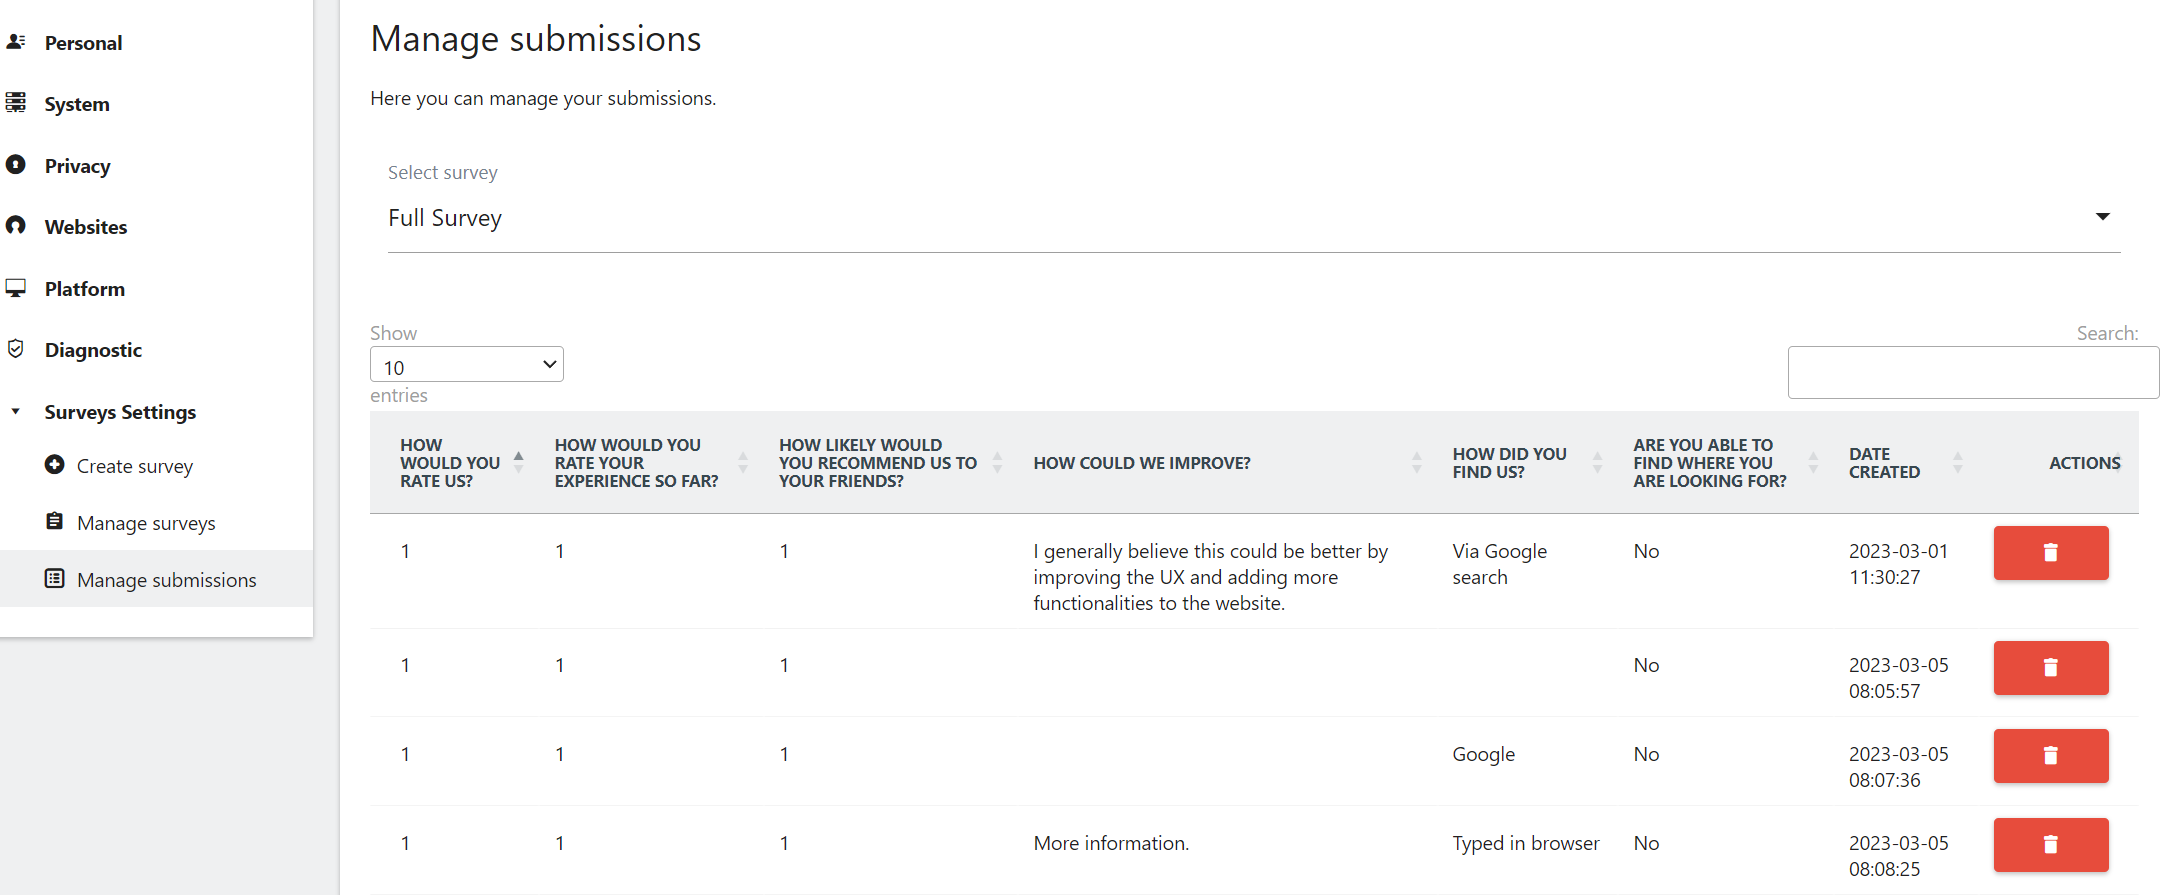 Personal
System
Privacy
Websites
Platform
Diagnostic
Surveys Settings
Create survey
Manage surveys
Manage submissions
Manage submissions
Here you can manage your submissions.
Select survey
Full Survey
Show
10
entries
Search:
HOW
WOULD YOU
RATE US?
HOW WOULD YOU
RATE YOUR
EXPERIENCE SO FAR?
HOW LIKELY WOULD
YOU RECOMMEND US TO
YOUR FRIENDS?
HOW COULD WE IMPROVE?
HOW DID YOU
FIND US?
ARE YOU ABLE TO
FIND WHERE YOU
ARE LOOKING FOR?
DATE
CREATED
ACTIONS
1
1
1
I generally believe this could be better by
improving the UX and adding more
functionalities to the website.
Via Google
search
No
2023-03-01
11:30:27
1
1
1
No
2023-03-05
08:05:57
1
1
1
Google
No
2023-03-05
08:07:36
1
1
1
More information.
Typed in browser
No
2023-03-05
08:08:25